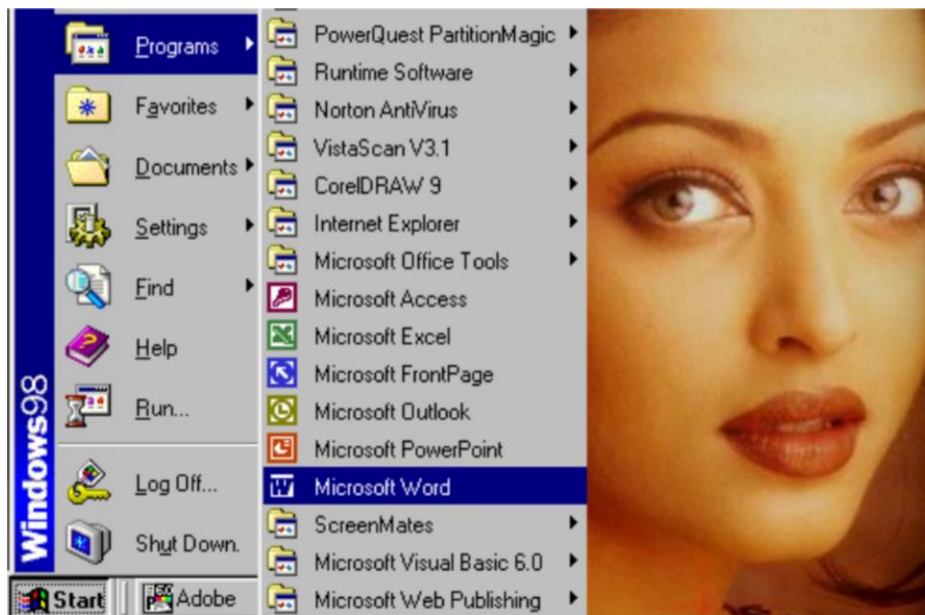 Windows98
Programs
Favorites
Documents
Settings
Find
Help
Run...
Log Off...
Shut Down.
PowerQuest PartitionMagic
Runtime Software
Norton AntiVirus
VistaScan V3.1
CorelDRAW 9
Internet Explorer
Microsoft Office Tools
Microsoft Access
Microsoft Excel
Microsoft FrontPage
Microsoft Outlook
Microsoft PowerPoint
Microsoft Word
ScreenMates
Microsoft Visual Basic 6.0
Microsoft Web Publishing
Start
Adobe